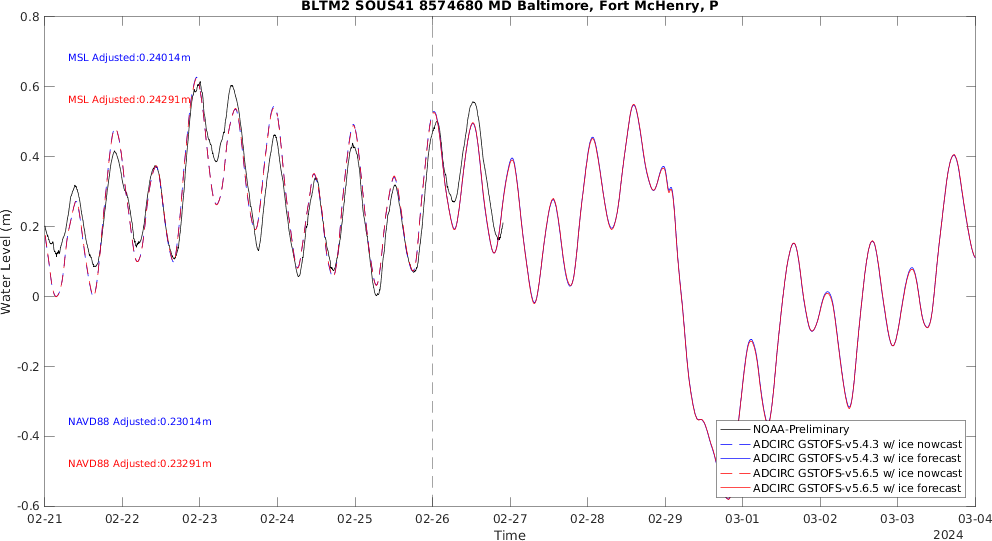 BLTM2 SOUS41 8574680 MD Baltimore, Fort McHenry, P
0.8
0.6
0.4
0.2
0
-0.2
-0.4
-0.6
Water Level (m)
MSL Adjusted:0.24014m
MSL Adjusted:0.24291m
NAVD88 Adjusted:0.23014m
NAVD88 Adjusted:0.23291m
NOAA-Preliminary
ADCIRC GSTOFS-v5.4.3 w/ ice nowcast
ADCIRC GSTOFS-v5.4.3 w/ ice forecast
ADCIRC GSTOFS-v5.6.5 w/ ice nowcast
ADCIRC GSTOFS-v5.6.5 w/ ice forecast
02-21 02-22 02-23 02-24 02-25 02-26 02-27 02-28 02-29 03-01 03-02 03-03 03-04
Time
2024